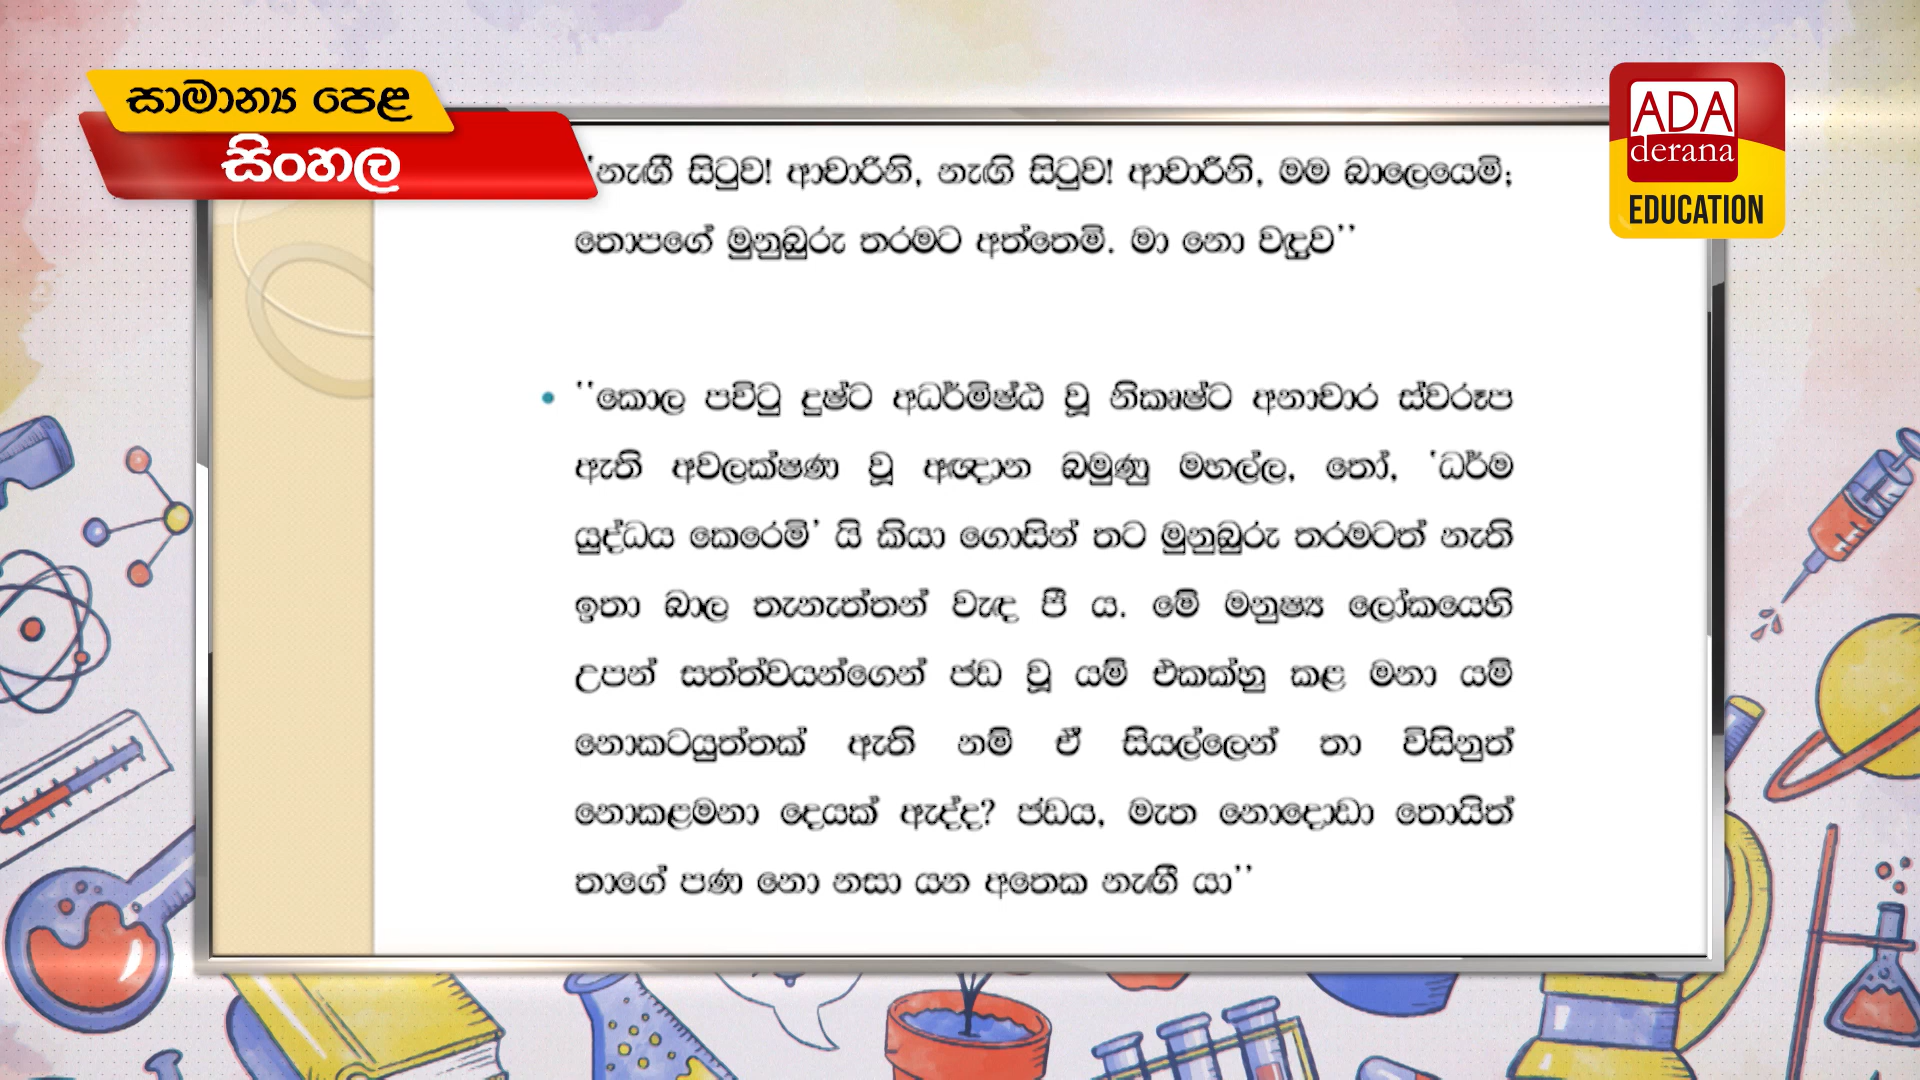 සාමාන්‍ය පෙළ
සිංහල
ADA
derana
EDUCATION
‘නැඟී සිටුව! ආචාරිනි, නැඟි සිටුව! ආචාරීනි, මම බාලෙයෙමි;
තොපගේ මුනුබුරු තරමට අත්තෙමි. මා නො වඳුව’’
• ‘‘කොල පවිටු දුෂ්ට අධර්මිෂ්ඨ වූ නිකෘෂ්ට අනාචාර ස්වරූප
ඇති අවලක්ෂණ වූ අඥාන බමුණු මහල්ල, තෝ, ‘ධර්ම
යුද්ධය කෙරෙමි’ යි කියා ගොසින් තට මුනුබුරු තරමටත් නැති
ඉතා බාල තැනැත්තන් වැඳ පී ය. මේ මනුෂ්‍ය ලෝකයෙහි
උපන් සත්ත්වයන්ගෙන් ජඩ වූ යම් එකක්හු කළ මනා යම්
නොකටයුත්තක් ඇති නම් ඒ සියල්ලෙන් තා විසිනුත්
නොකළමනා දෙයක් ඇද්ද? ජඩය, මැත නොදොඩා තොයිත්
තාගේ පණ නො නසා යන අතෙක නැඟී යා’’